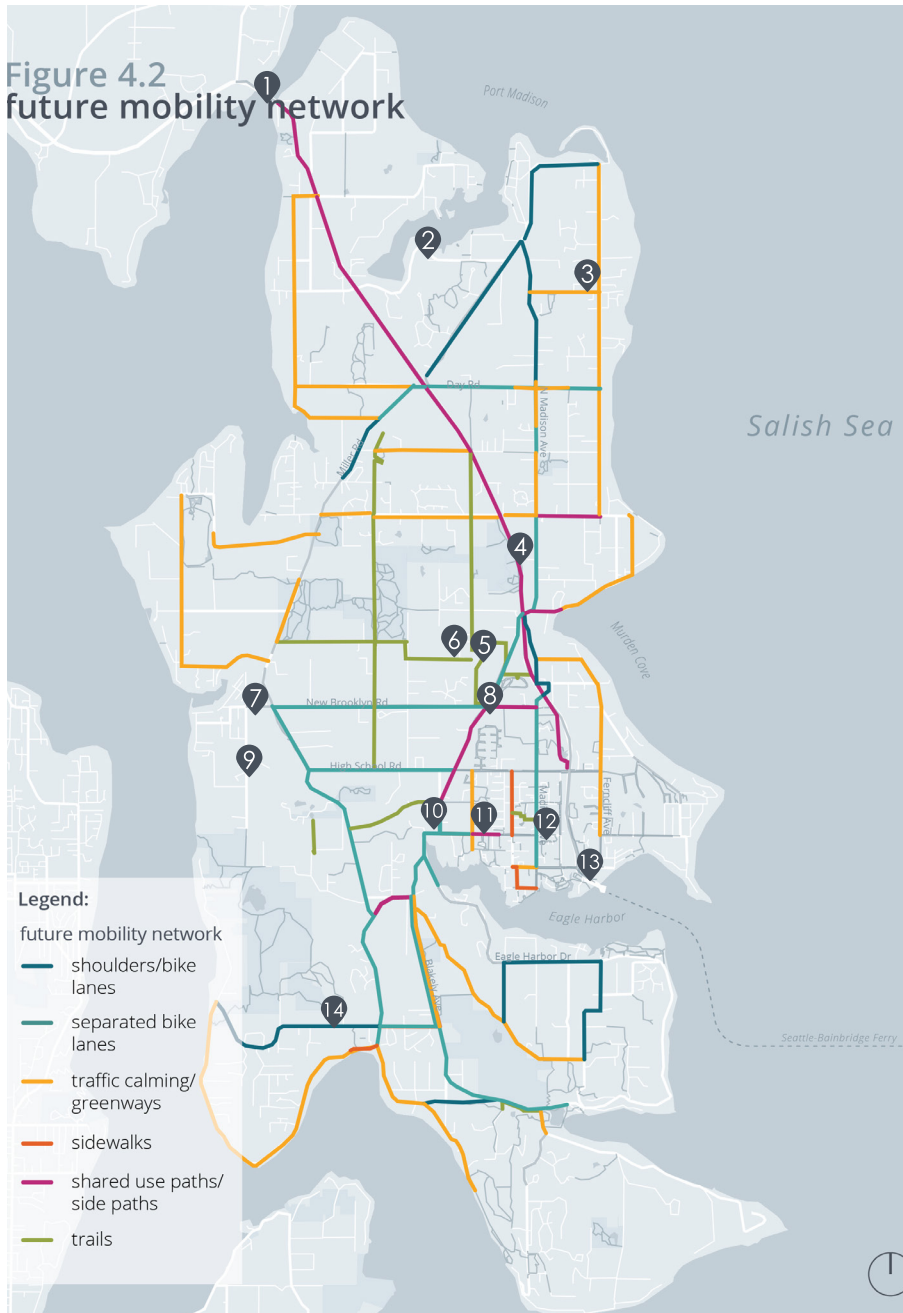 Figure 4.2
future mobility network
1
Port Madison
2
3
Day Rd
N Madison Ave
Salish Sea
Miller Rd
4
6
5
Murden Cove
7
New Brooklyn Rd
8
9
High School Rd
Ferncliff Ave
10
11
12
13
Legend:
future mobility network
shoulders/bike
lanes
separated bike
lanes
traffic calming/
greenways
sidewalks
shared use paths/
side paths
trails
Eagle Harbor
Eagle Harbor Dr
Blakely Ave
14
Seattle-Bainbridge Ferry